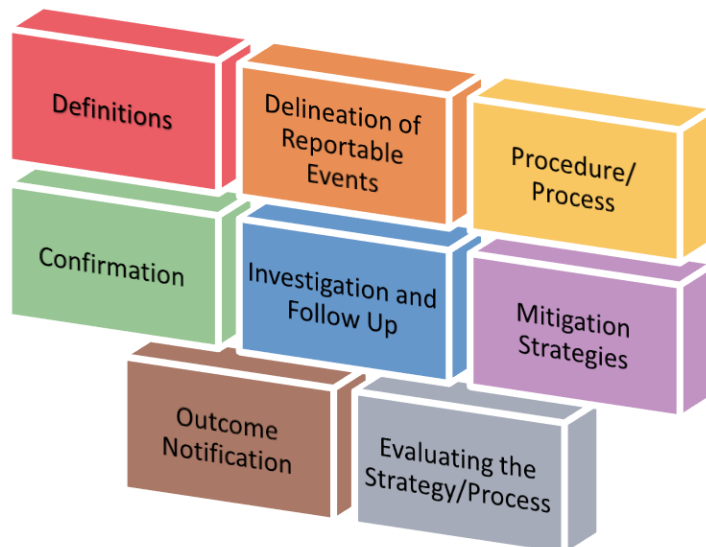 Definitions
Delineation of
Reportable
Events
Procedure/
Process
Confirmation
Investigation and
Follow Up
Mitigation
Strategies
Outcome
Notification
Evaluating the
Strategy/Process